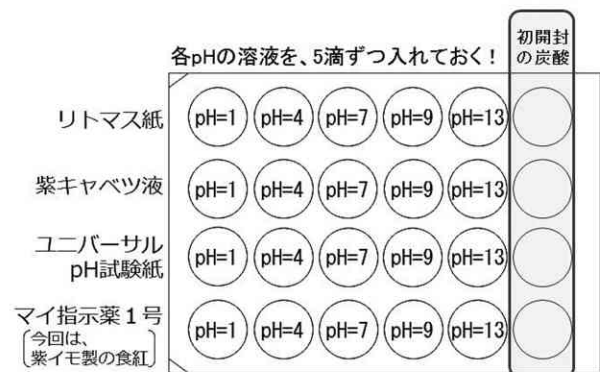 初開封
の炭酸
各pHの溶液を、5滴ずつ入れておく！
リトマス紙
pH=1 pH=4 pH=7 pH=9 pH=13
紫キャベツ液
pH=1 pH=4 pH=7 pH=9 pH=13
ユニバーサル
pH試験紙
pH=1 pH=4 pH=7 pH=9 pH=13
マイ指示薬１号
今回は、
紫イモ製の食紅
pH=1 pH=4 pH=7 pH=9 pH=13